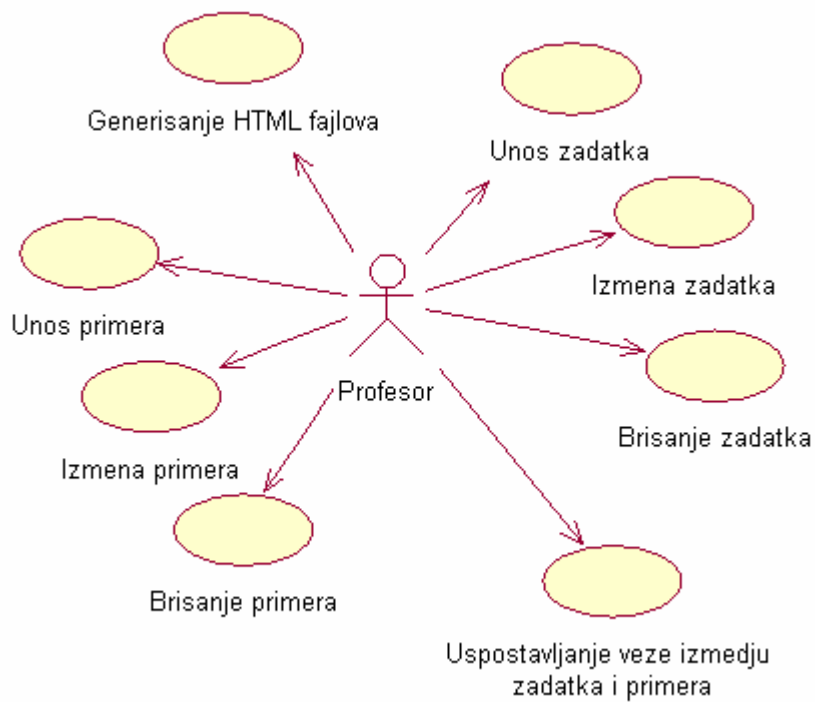 Generisanje HTML fajlova
Unos zadatka
Izmena zadatka
Unos primera
Profesor
Brisanje zadatka
Izmena primera
Brisanje primera
Uspostavljanje veze izmedju
zadatka i primera